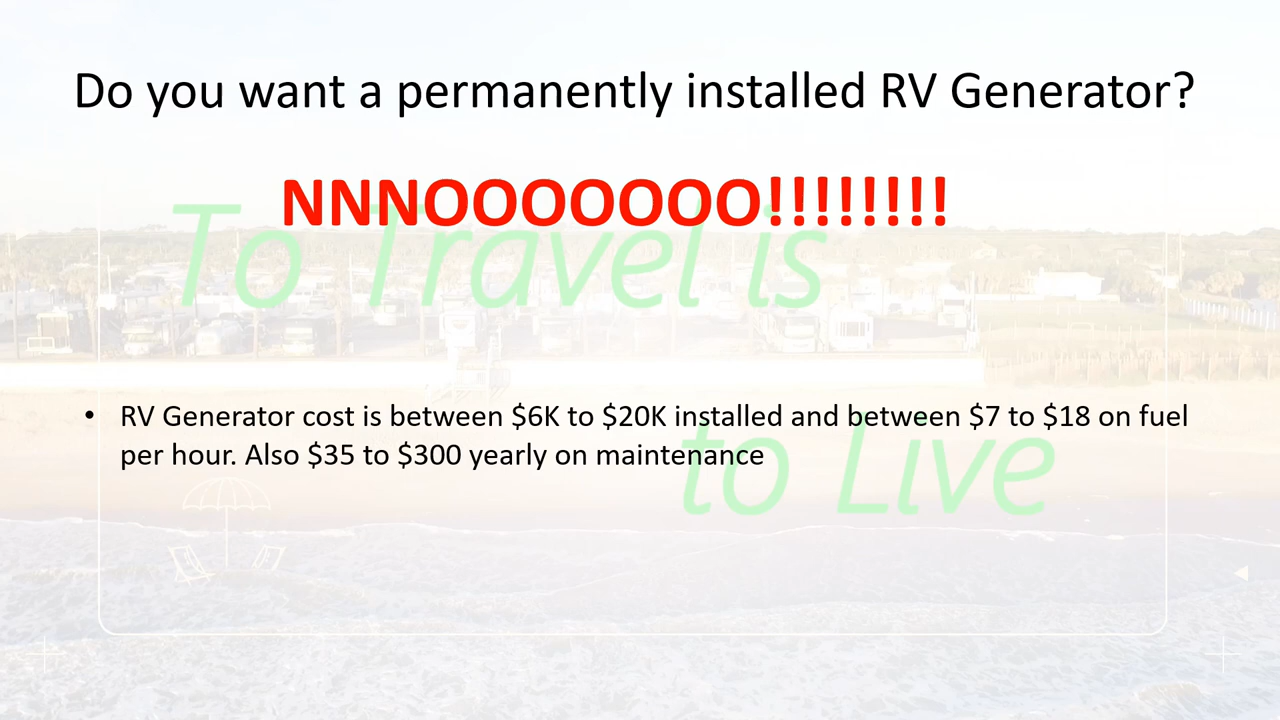 Do you want a permanently installed RV Generator?
NNNOOOOOOO!!!!!!!!
To Travel is
• RV Generator cost is between $6K to $20K installed and between $7 to $18 on fuel
per hour. Also $35 to $300 yearly on maintenance
to Live